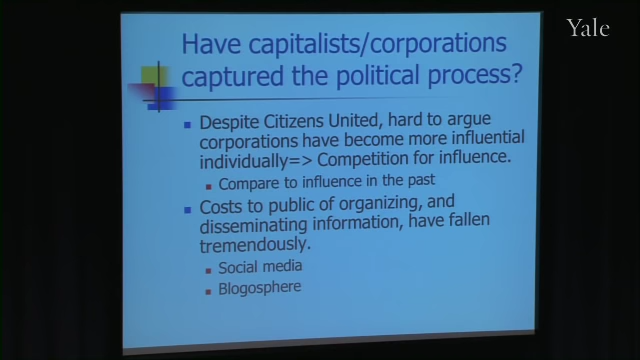 Yale
Have capitalists/corporations
captured the political process?
Despite Citizens United, hard to argue
corporations have become more influential
individually=> Competition for influence.
Compare to influence in the past
Costs to public of organizing, and
disseminating information, have fallen
tremendously.
Social media
Blogosphere